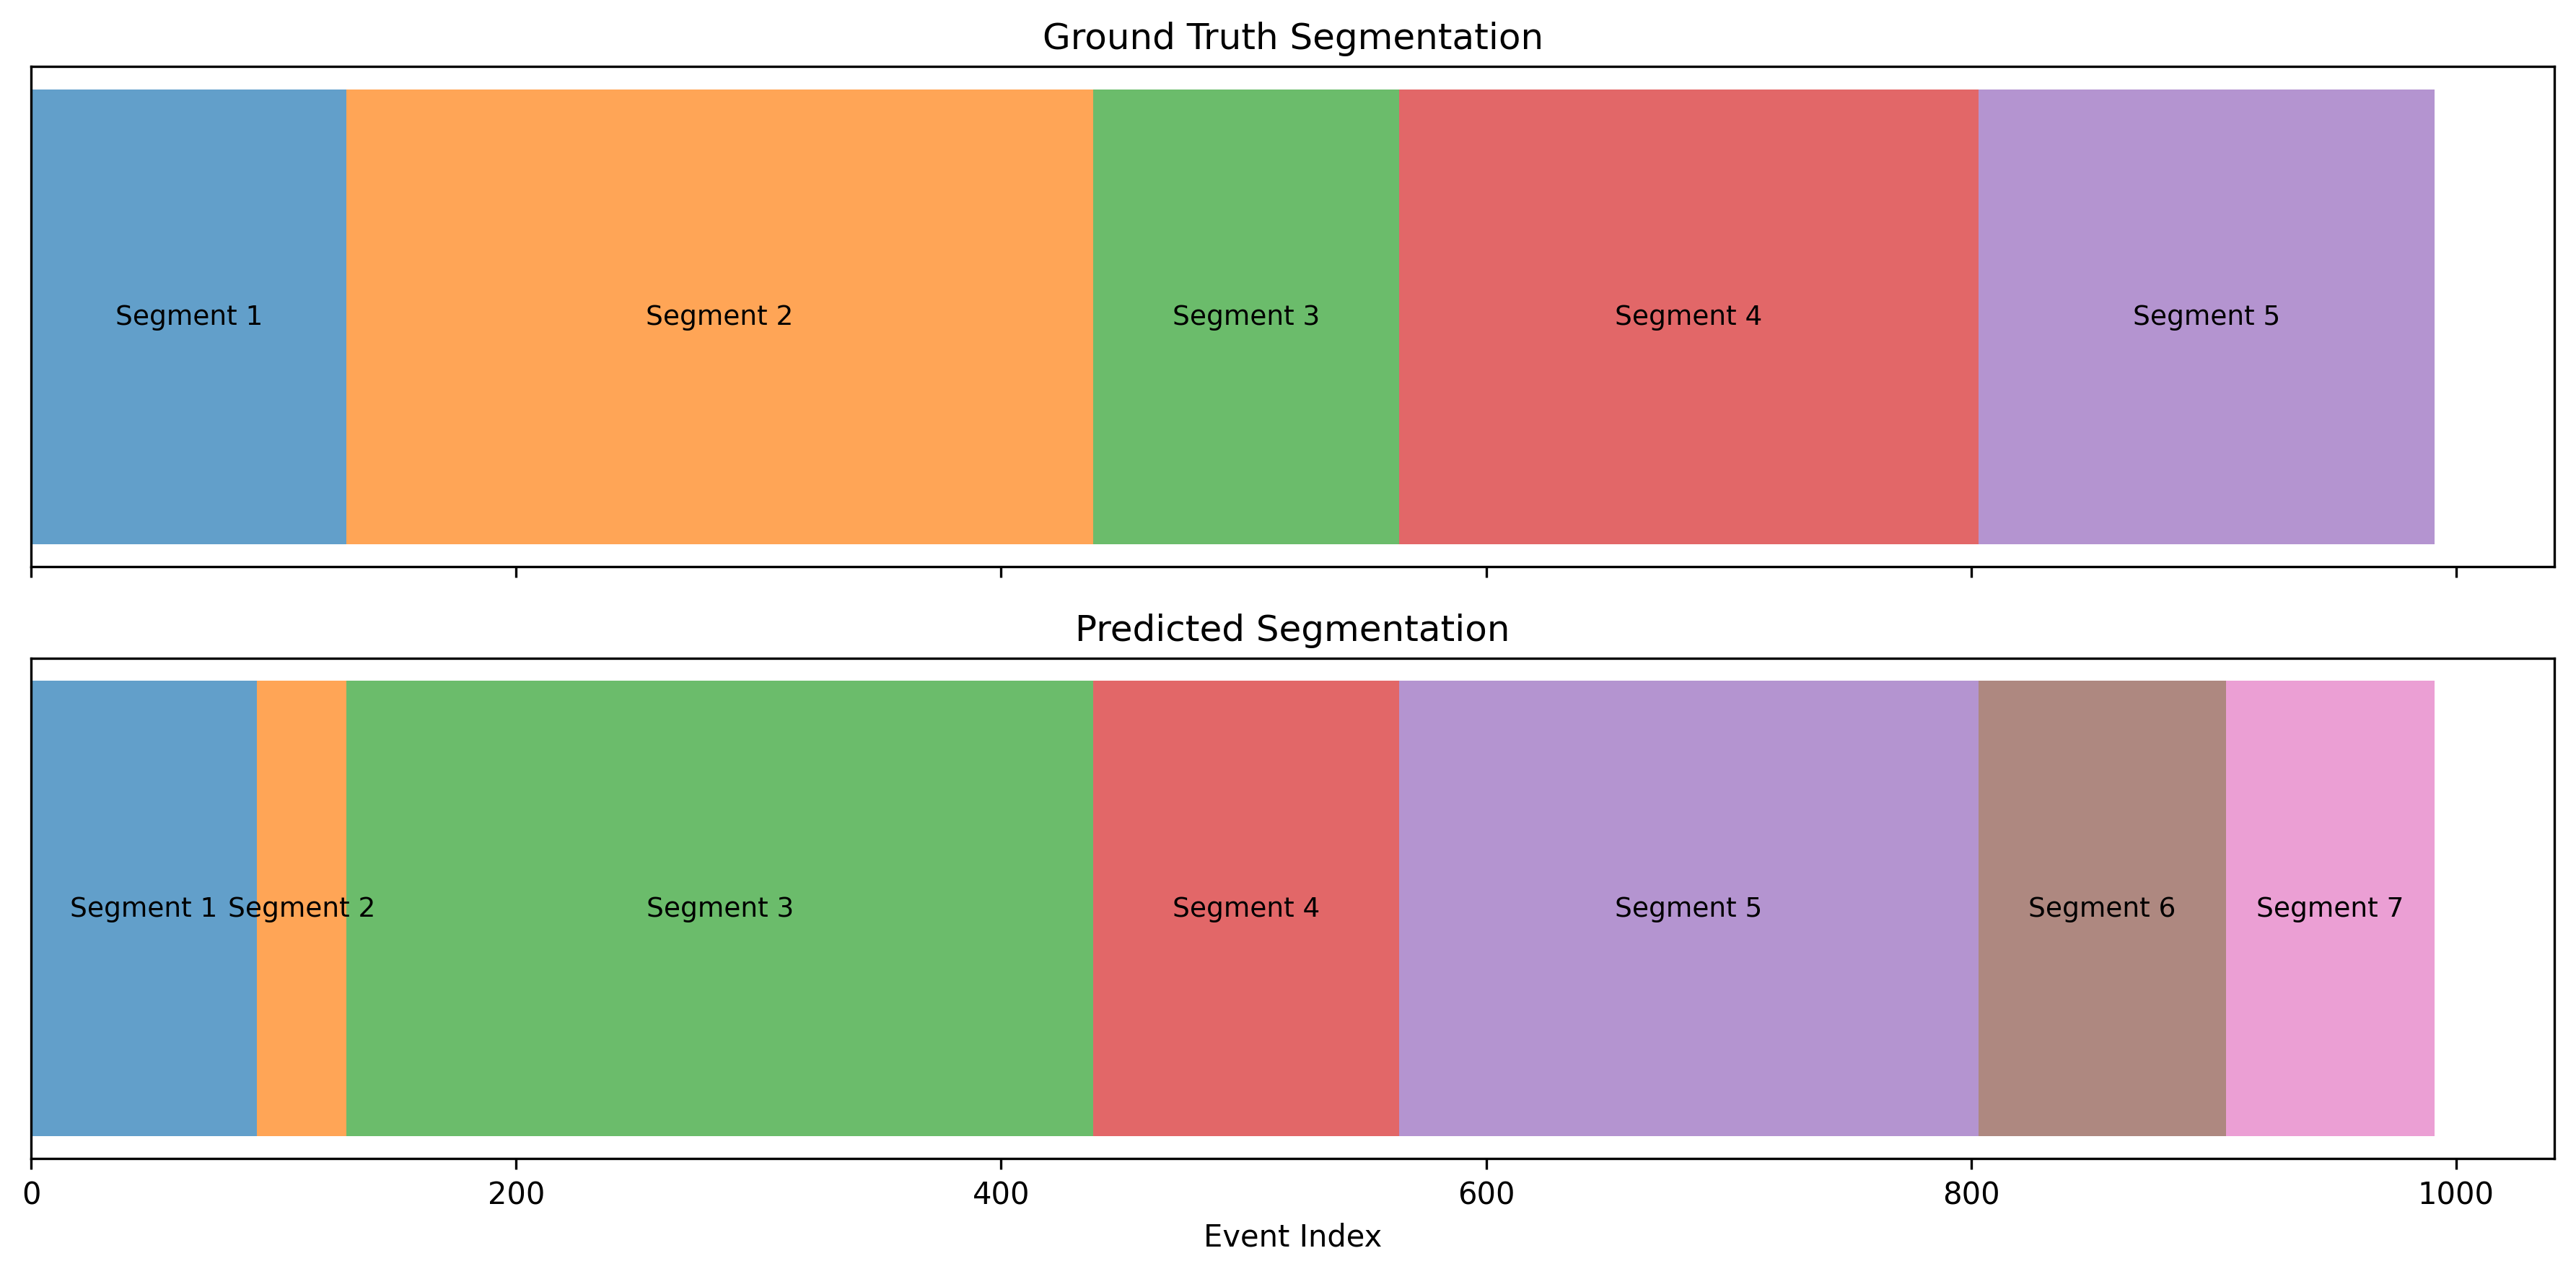 Ground Truth Segmentation
Segment 1 Segment 2 Segment 3 Segment 4 Segment 5
Predicted Segmentation
Segment 1 Segment 2 Segment 3 Segment 4 Segment 5 Segment 6 Segment 7
0 200 400 600 800 1000
Event Index